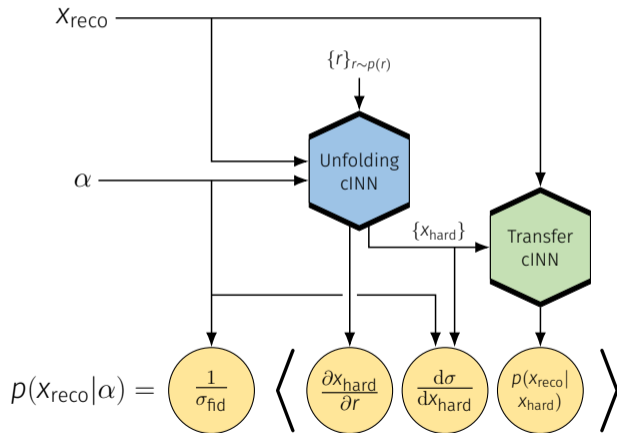 x_reco
{r}_{r∼p(r)}
Unfolding
cINN
α
{x_hard}
Transfer
cINN
p(x_reco|α) = 1/σ_fid ⟨ ∂x_hard/∂r dσ/dx_hard p(x_reco|x_hard) ⟩